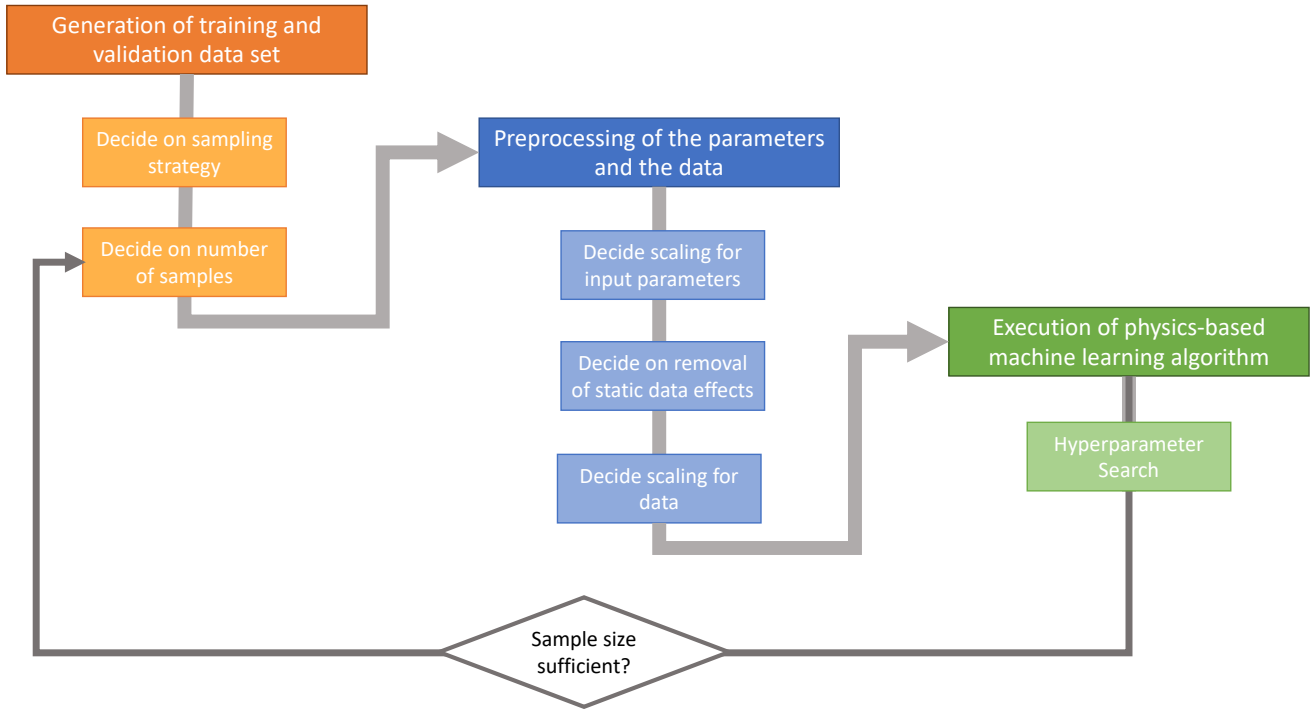 Generation of training and
validation data set
Decide on sampling
strategy
Decide on number
of samples
Preprocessing of the parameters
and the data
Decide scaling for
input parameters
Decide on removal
of static data effects
Decide scaling for
data
Execution of physics-based
machine learning algorithm
Hyperparameter
Search
Sample size
sufficient?